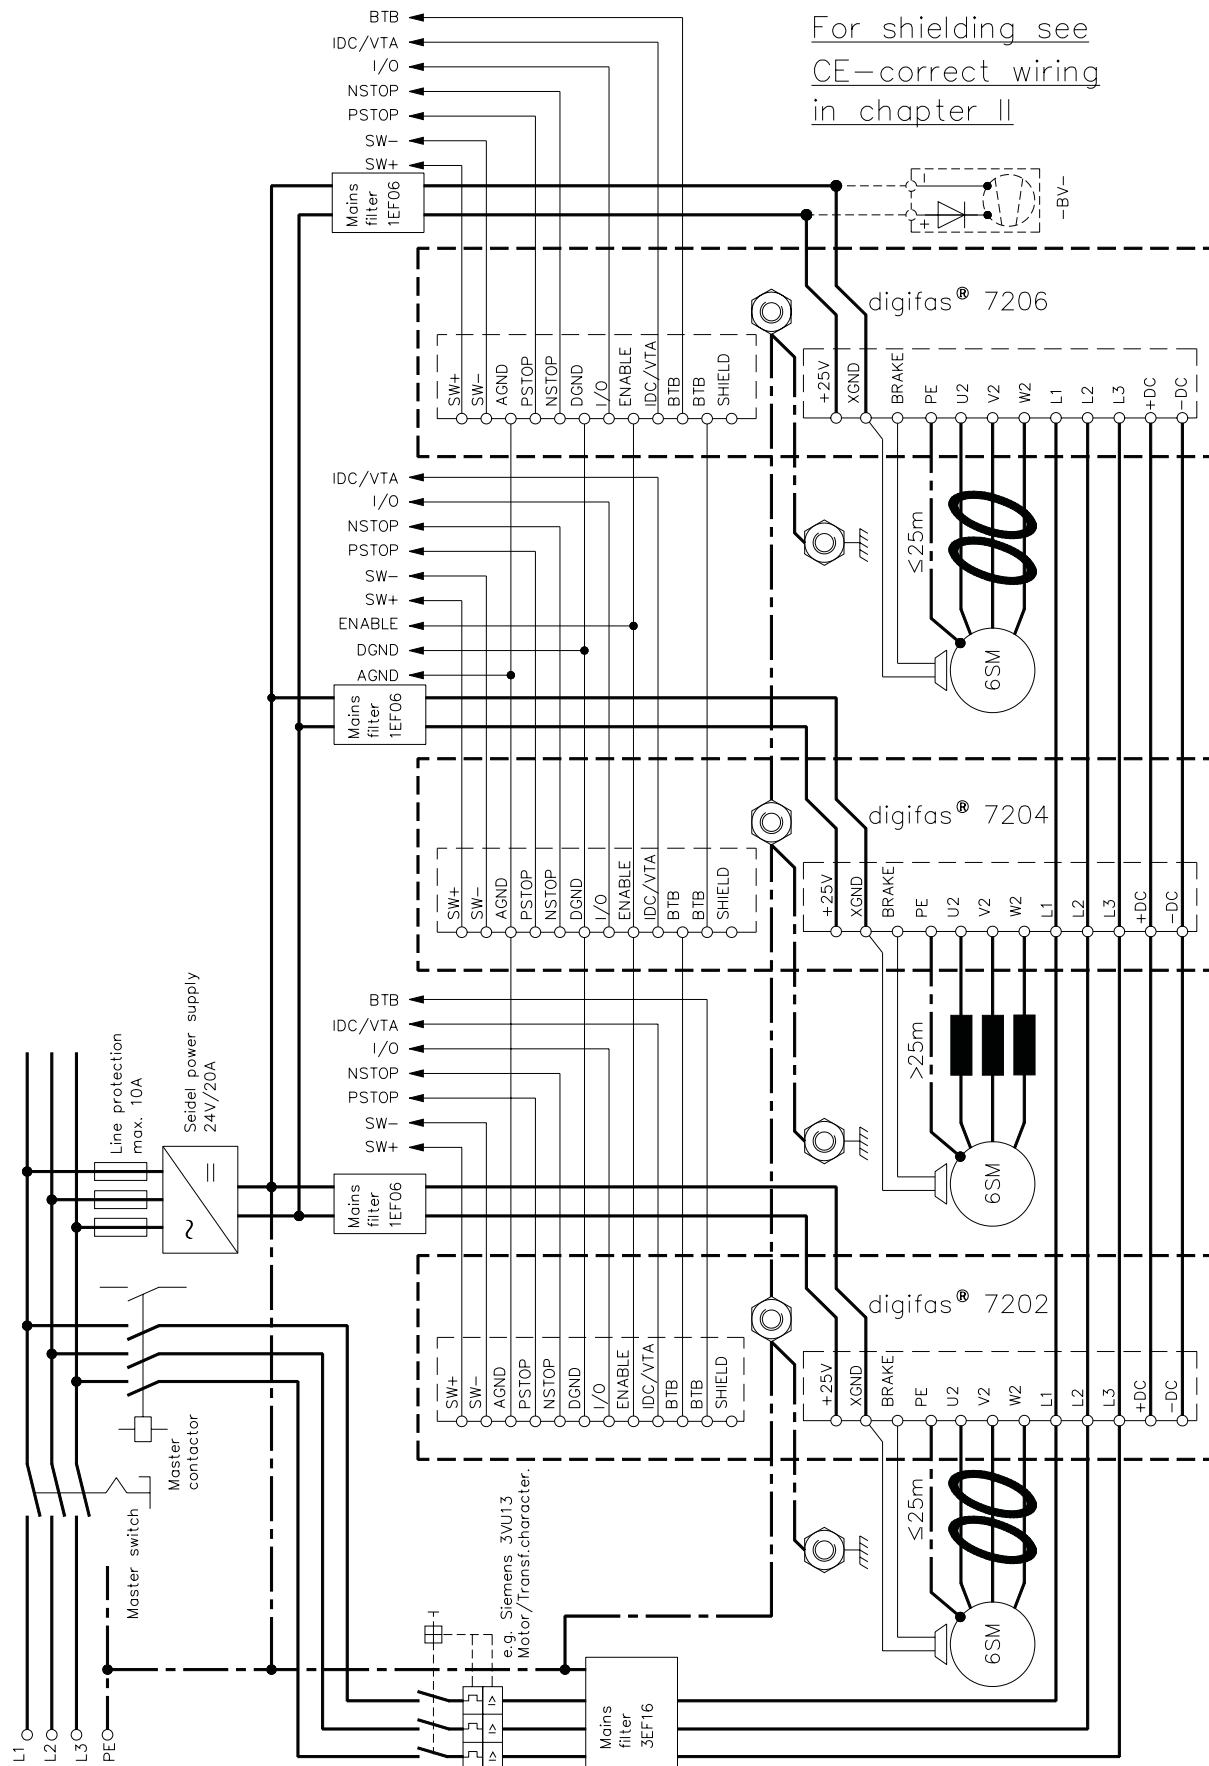 BTB
IDC/VTA
I/O
NSTOP
PSTOP
SW-
SW+
For shielding see
CE-correct wiring
in chapter II
Mains
filter
1EF06
-
+
-BV-
digifas® 7206
SW+
SW-
AGND
PSTOP
NSTOP
DGND
I/O
ENABLE
IDC/VTA
BTB
BTB
SHIELD
+25V
XGND
BRAKE
PE
U2
V2
W2
L1
L2
L3
+DC
-DC
IDC/VTA
I/O
NSTOP
PSTOP
SW-
SW+
ENABLE
DGND
AGND
≤25m
6SM
Mains
filter
1EF06
digifas® 7204
SW+
SW-
AGND
PSTOP
NSTOP
DGND
I/O
ENABLE
IDC/VTA
BTB
BTB
SHIELD
+25V
XGND
BRAKE
PE
U2
V2
W2
L1
L2
L3
+DC
-DC
BTB
IDC/VTA
I/O
NSTOP
PSTOP
SW-
SW+
>25m
6SM
Line protection
max. 10A
Seidel power supply
24V/20A
=
~
Mains
filter
1EF06
digifas® 7202
SW+
SW-
AGND
PSTOP
NSTOP
DGND
I/O
ENABLE
IDC/VTA
BTB
BTB
SHIELD
+25V
XGND
BRAKE
PE
U2
V2
W2
L1
L2
L3
+DC
-DC
Master
contactor
Master switch
e.g. Siemens 3VU13
Motor/Transf.character.
≤25m
6SM
I>
I>
I>
Mains
filter
3EF16
L1
L2
L3
PE